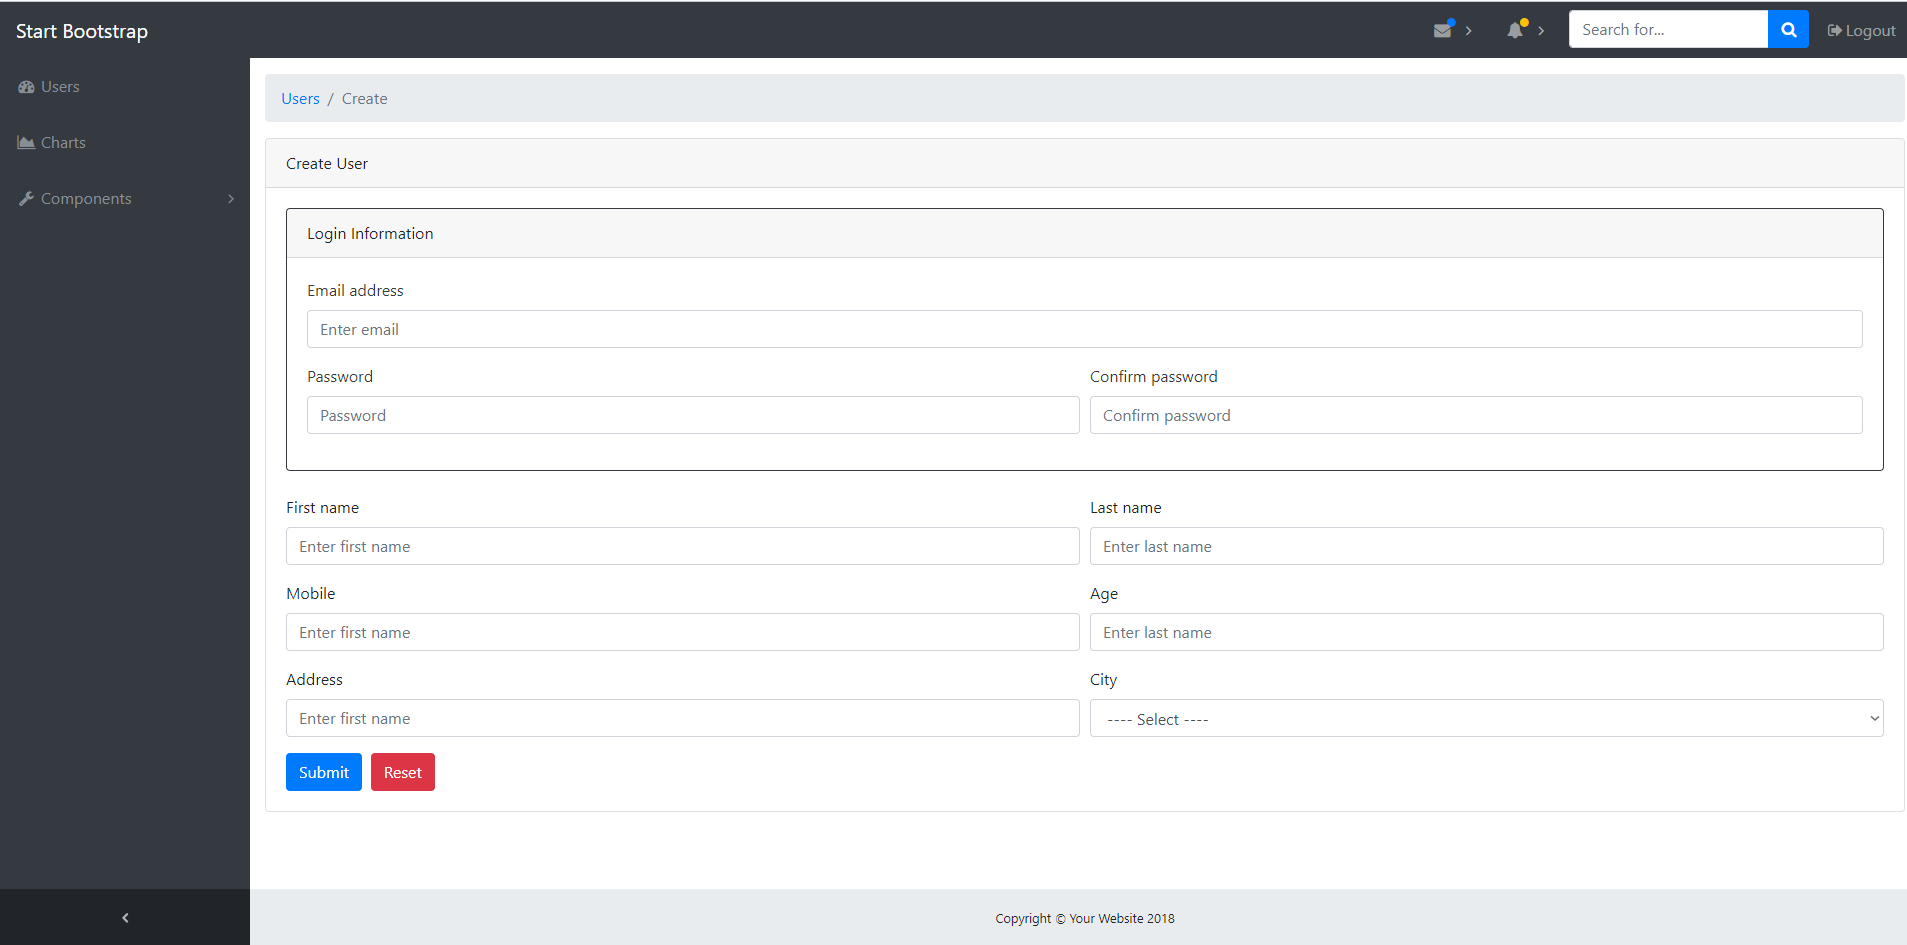 Start Bootstrap
Search for...
Logout
Users
Charts
Components
Users / Create
Create User
Login Information
Email address
Enter email
Password Confirm password
Password Confirm password
First name Last name
Enter first name Enter last name
Mobile Age
Enter first name Enter last name
Address City
Enter first name ---- Select ----
Submit Reset
Copyright © Your Website 2018